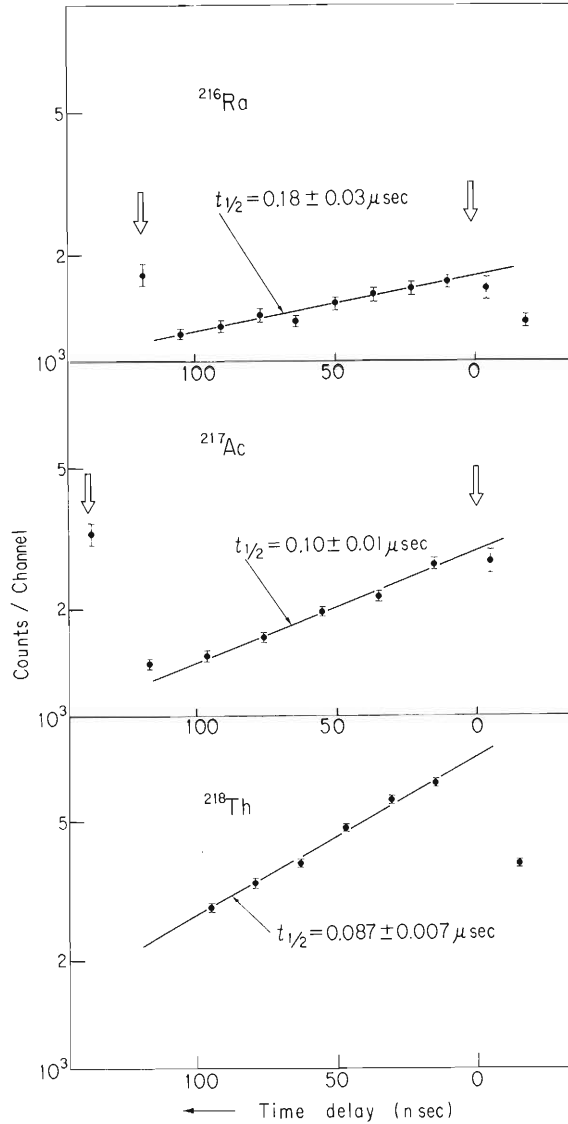 ²¹⁶Ra
5
t₁/₂ = 0.18 ± 0.03 μsec
2
10³
100 50 0
²¹⁷Ac
5
t₁/₂ = 0.10 ± 0.01 μsec
Counts / Channel
2
10³
100 50 0
²¹⁸Th
5
t₁/₂ = 0.087 ± 0.007 μsec
2
10³
100 50 0
Time delay (n sec)